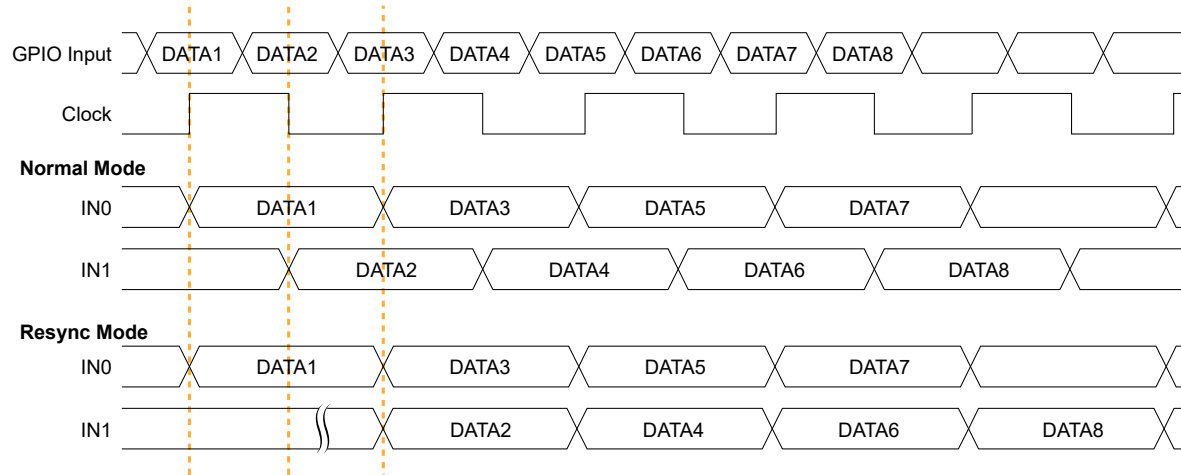 GPIO Input DATA1 DATA2 DATA3 DATA4 DATA5 DATA6 DATA7 DATA8
Clock
Normal Mode
IN0 DATA1 DATA3 DATA5 DATA7
IN1 DATA2 DATA4 DATA6 DATA8
Resync Mode
IN0 DATA1 DATA3 DATA5 DATA7
IN1 DATA2 DATA4 DATA6 DATA8